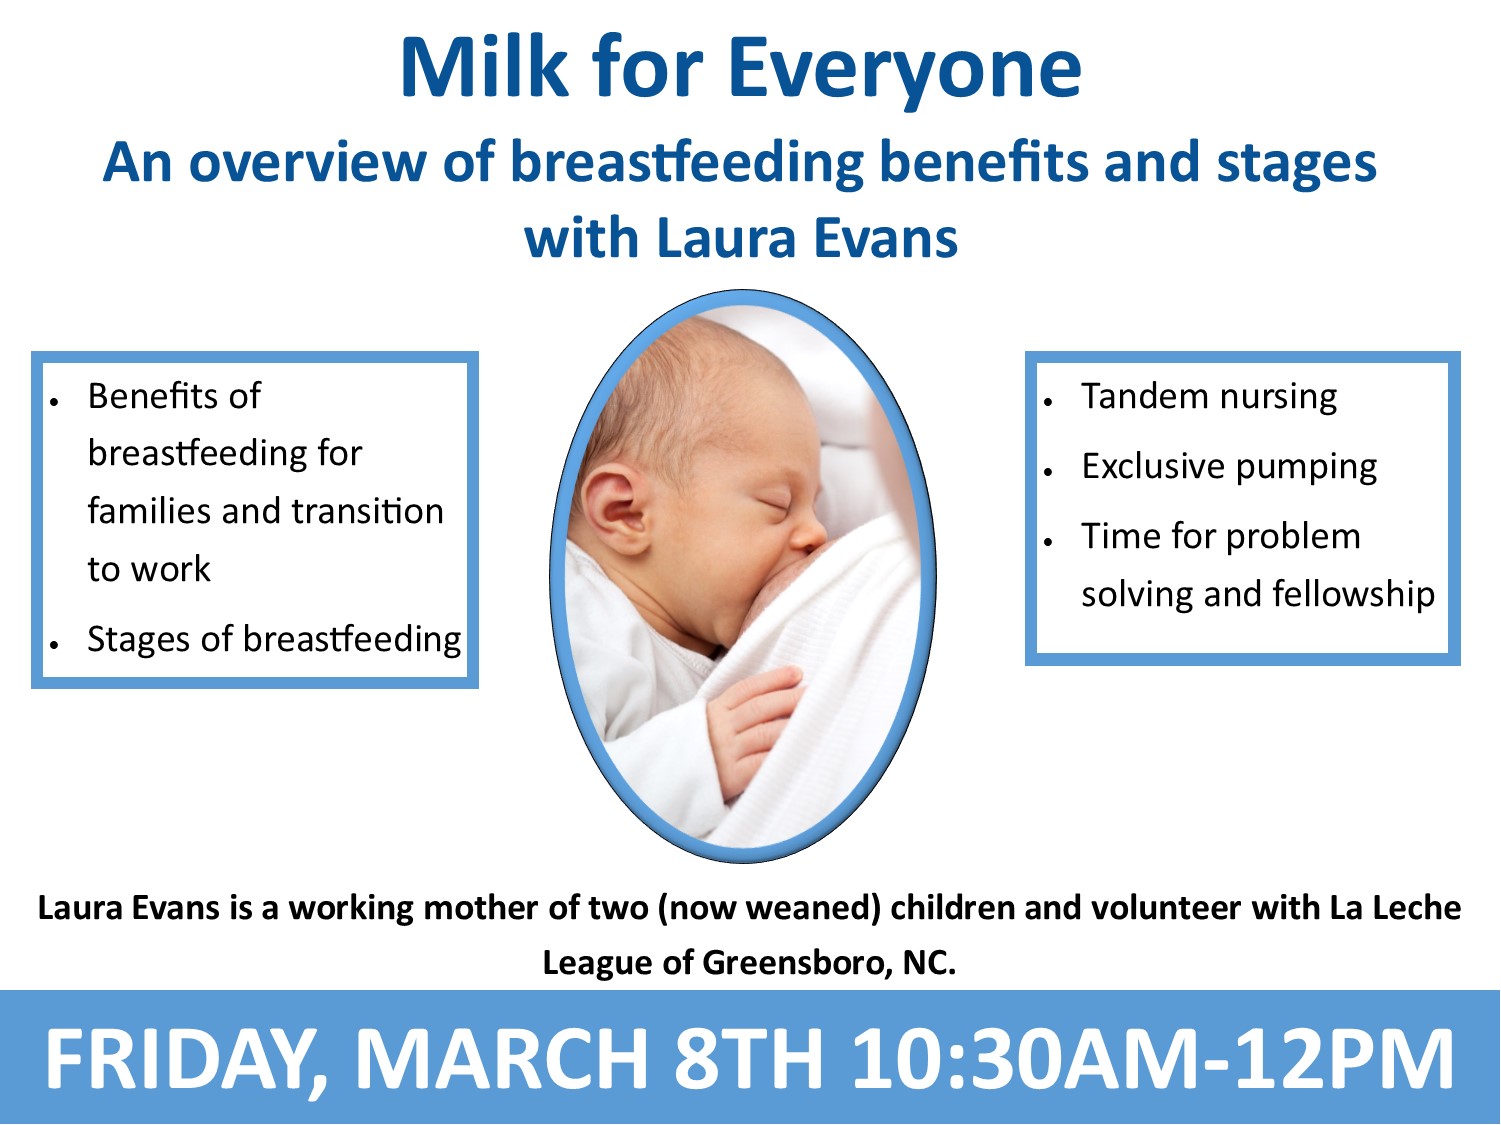 Milk for Everyone
An overview of breastfeeding benefits and stages
with Laura Evans
• Benefits of
breastfeeding for
families and transition
to work
• Stages of breastfeeding
• Tandem nursing
• Exclusive pumping
• Time for problem
solving and fellowship
Laura Evans is a working mother of two (now weaned) children and volunteer with La Leche
League of Greensboro, NC.
FRIDAY, MARCH 8TH 10:30AM-12PM